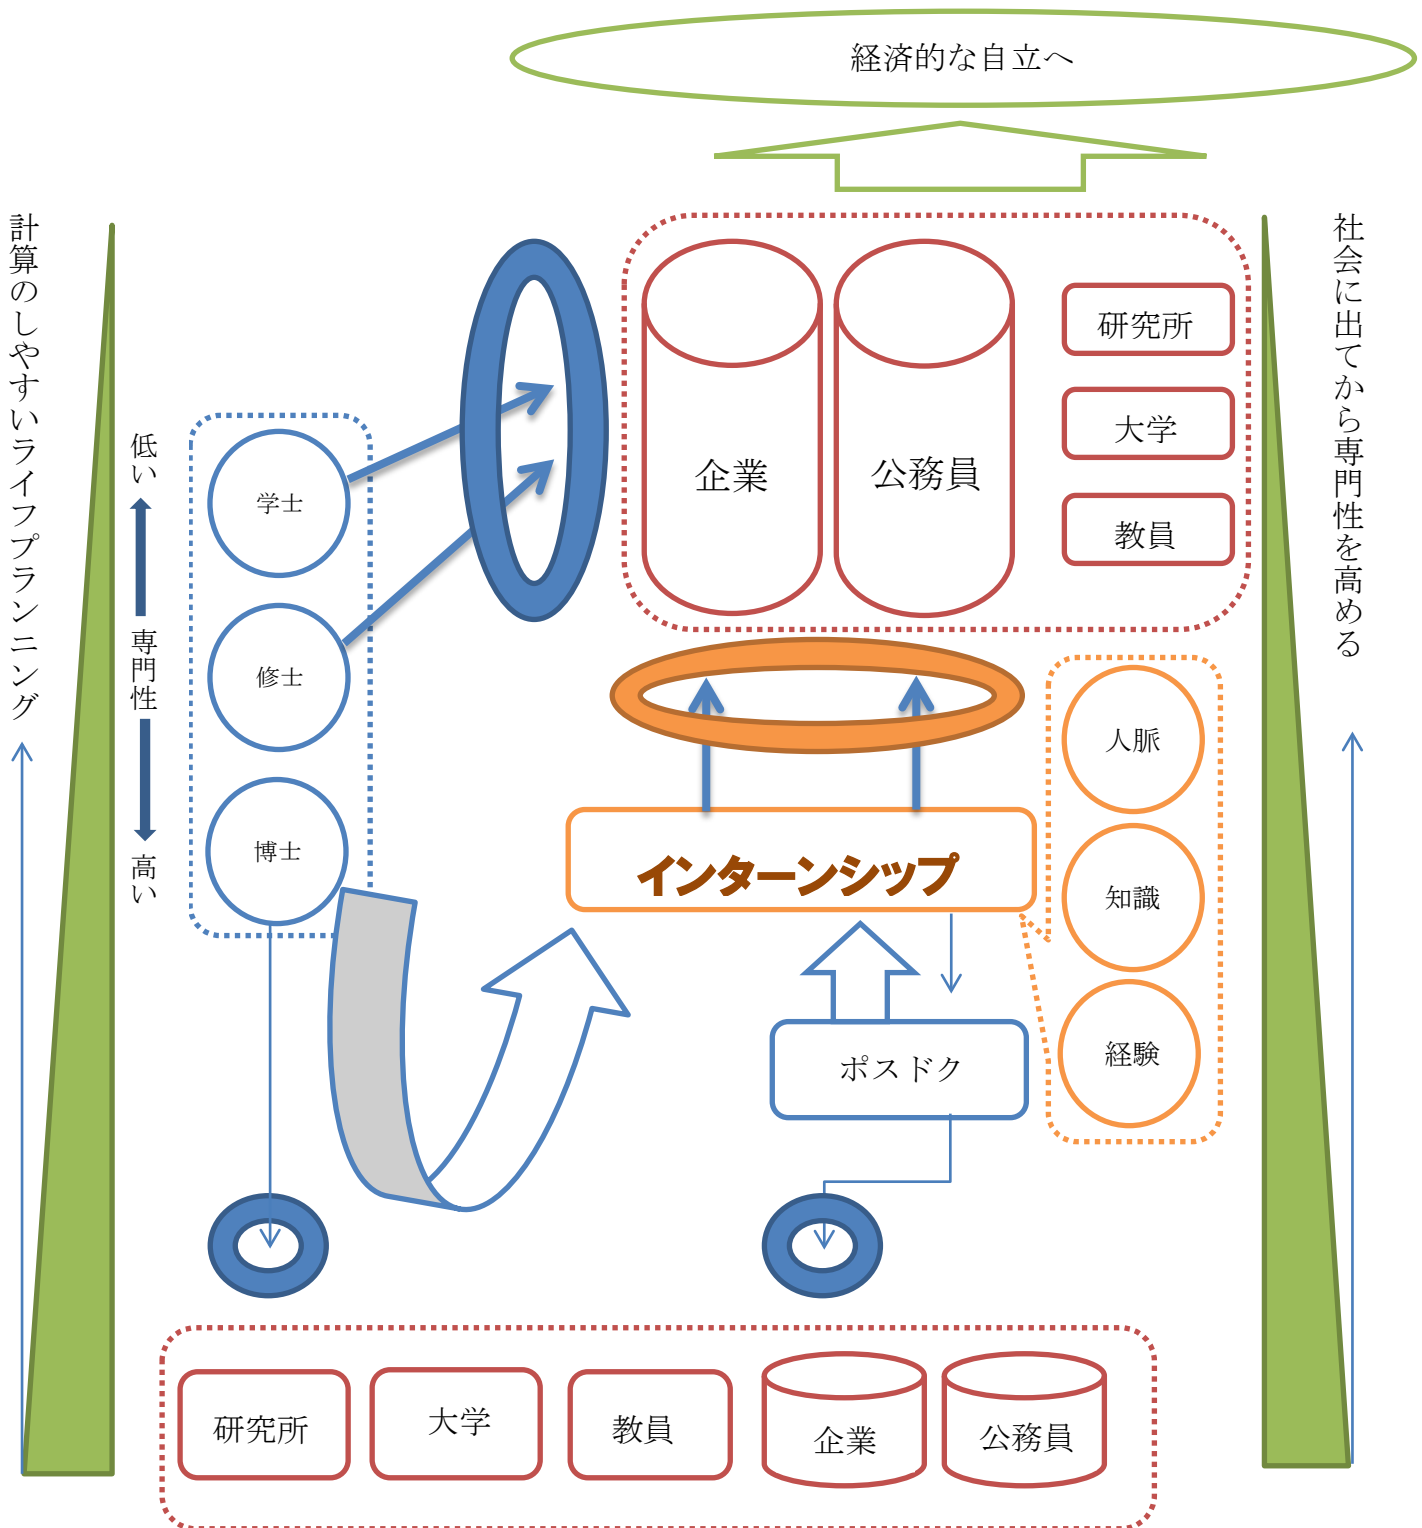 経済的な自立へ
計算のしやすいライフプランニング
社会に出てから専門性を高める
低い
専門性
高い
学士
修士
博士
企業
公務員
研究所
大学
教員
インターンシップ
人脈
知識
経験
ポスドク
研究所
大学
教員
企業
公務員